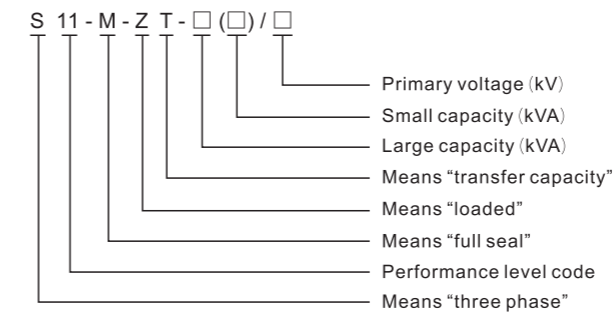 S 11 - M - Z T - □ (□) / □
Primary voltage (kV)
Small capacity (kVA)
Large capacity (kVA)
Means “transfer capacity”
Means “loaded”
Means “full seal”
Performance level code
Means “three phase”